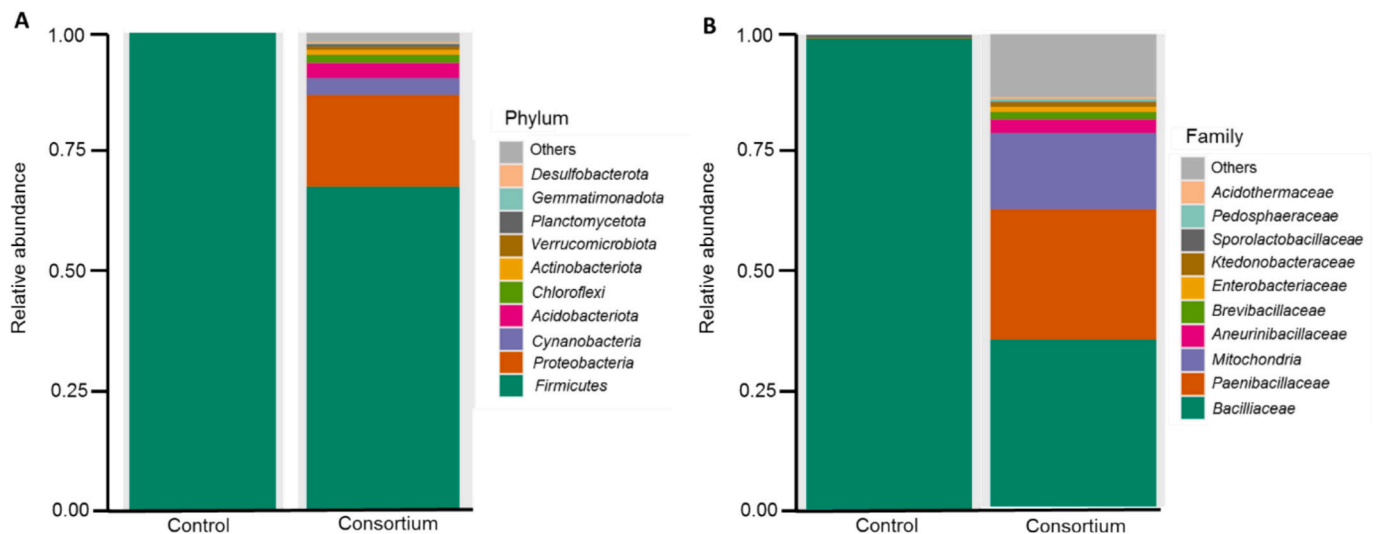 A
1.00
0.75
0.50
0.25
0.00
Relative abundance
Control
Consortium
Phylum
Others
Desulfobacterota
Gemmatimonadota
Planctomycetota
Verrucomicrobiota
Actinobacteriota
Chloroflexi
Acidobacteriota
Cynanobacteria
Proteobacteria
Firmicutes
B
1.00
0.75
0.50
0.25
0.00
Relative abundance
Control
Consortium
Family
Others
Acidothermaceae
Pedosphaeraceae
Sporolactobacillaceae
Ktedonobacteraceae
Enterobacteriaceae
Brevibacillaceae
Aneurinibacillaceae
Mitochondria
Paenibacillaceae
Bacilliaceae